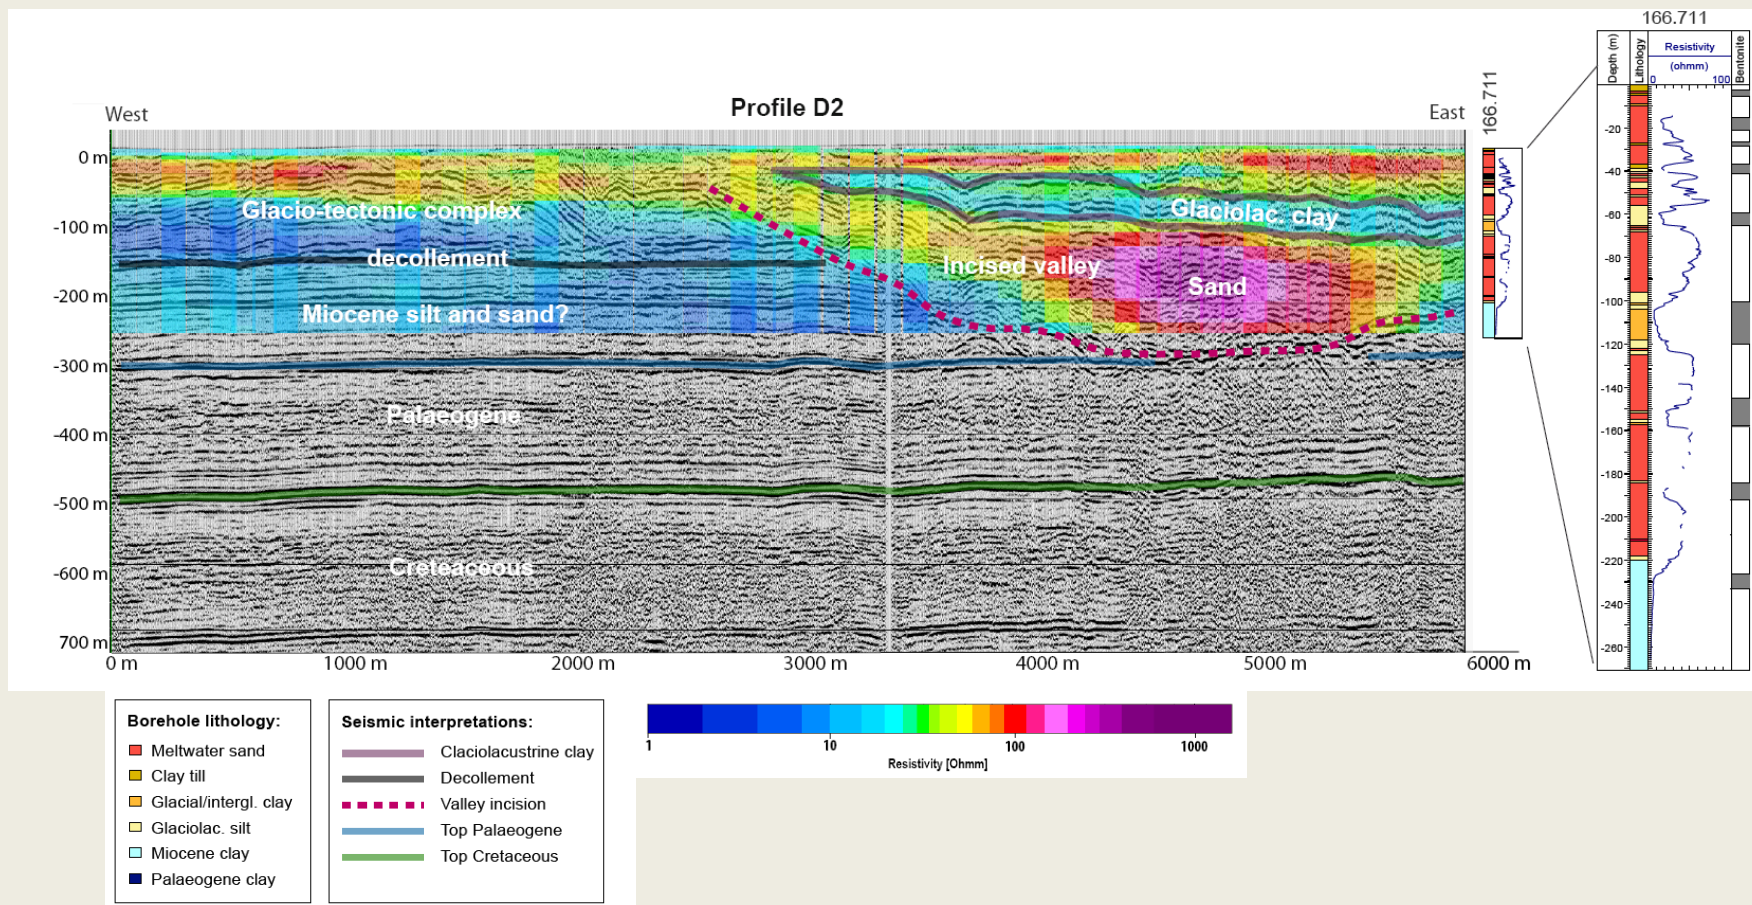 166.711
Depth (m)
Lithology
Resistivity
(ohmm)
0 100
Bentonite
166.711
Profile D2
West
East
0 m
-100 m
-200 m
-300 m
-400 m
-500 m
-600 m
700 m
0 m
1000 m
2000 m
3000 m
4000 m
5000 m
6000 m
Glacio-tectonic complex
decollement
Miocene silt and sand?
Palaeogene
Creteaceous
Glaciolac. clay
Incised valley
Sand
-20
-40
-60
-80
-100
-120
-140
-160
-180
-200
-220
-240
-260
Borehole lithology:
Meltwater sand
Clay till
Glacial/intergl. clay
Glaciolac. silt
Miocene clay
Palaeogene clay
Seismic interpretations:
Claciolacustrine clay
Decollement
Valley incision
Top Palaeogene
Top Cretaceous
1 10 100 1000
Resistivity [Ohmm]